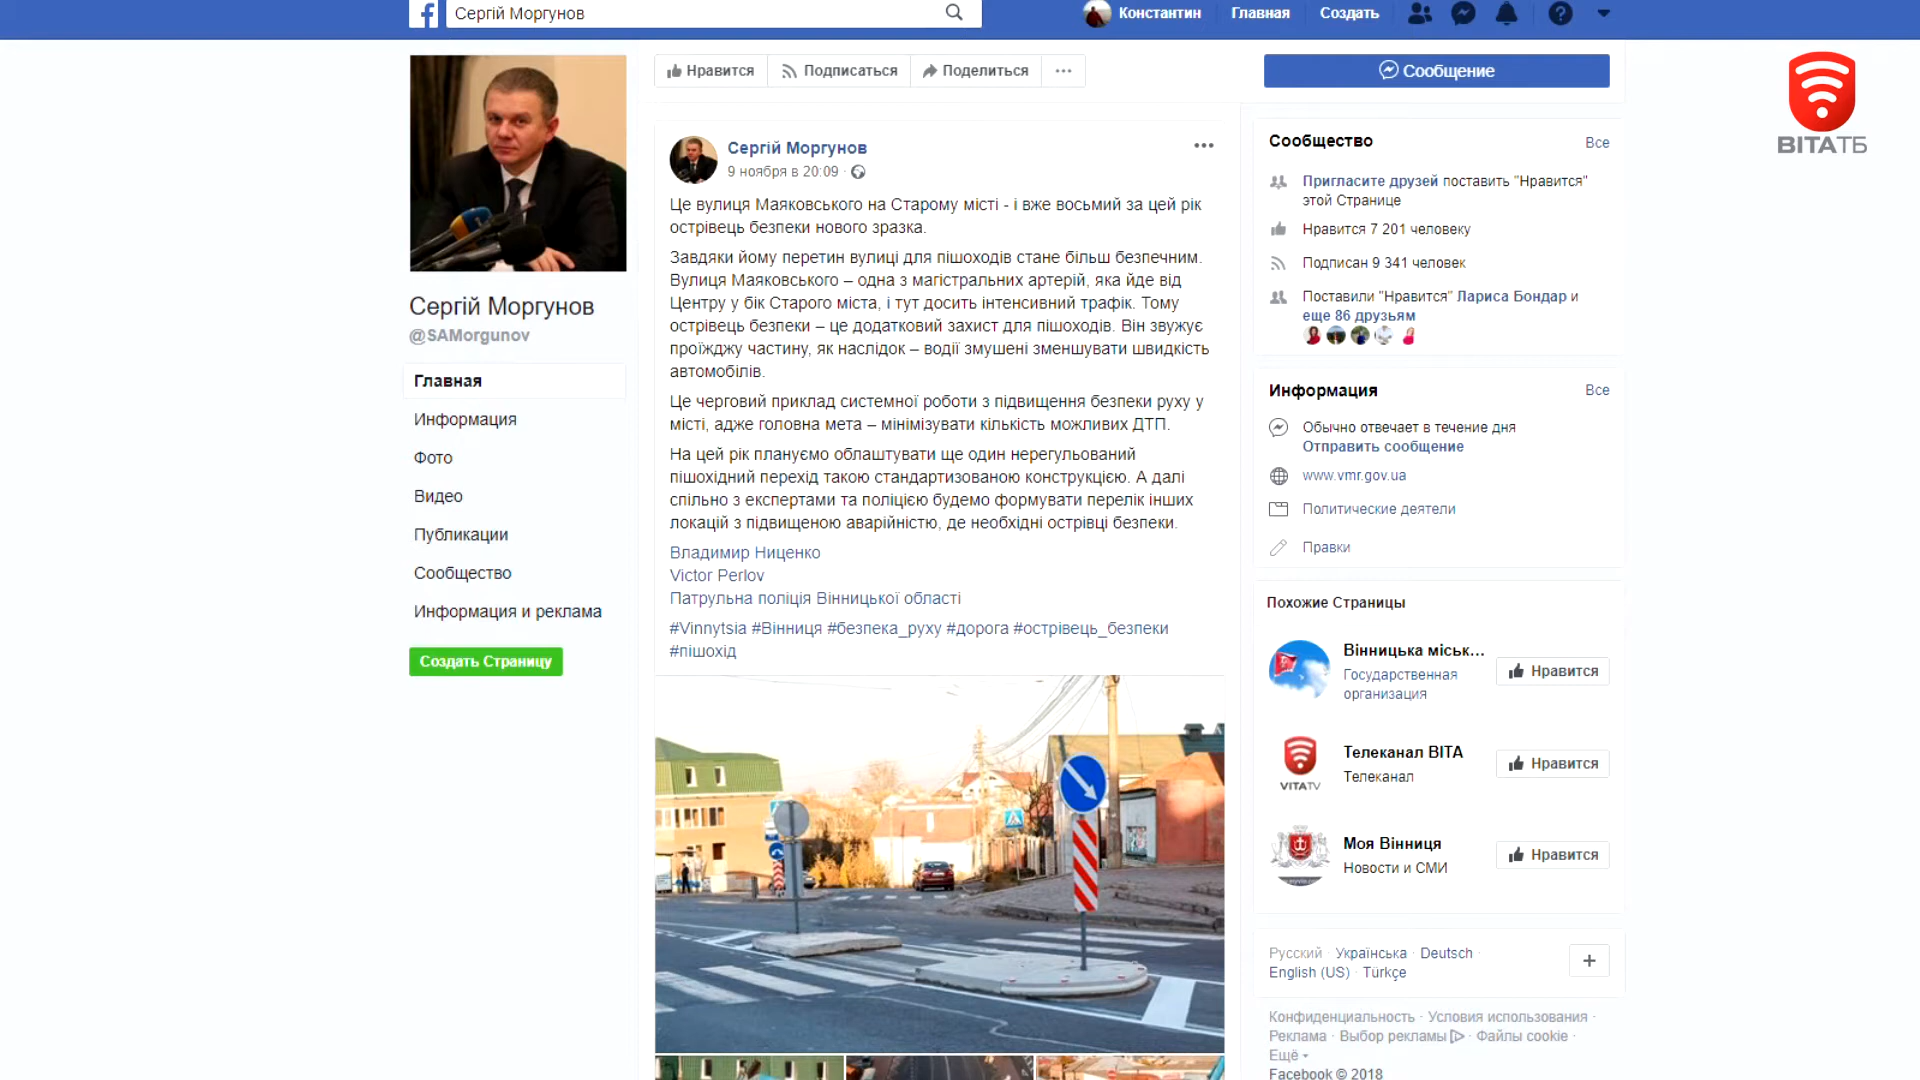 Сергій Моргунов
Константин
Главная
Создать
Нравится
Подписаться
Поделиться
Сообщение
ВІТАТБ
Сергій Моргунов
@SAMorgunov
Главная
Информация
Фото
Видео
Публикации
Сообщество
Информация и реклама
Создать Страницу
Сергій Моргунов
9 ноября в 20:09
Це вулиця Маяковського на Старому місті - і вже восьмий за цей рік
острівець безпеки нового зразка.
Завдяки йому перетин вулиці для пішоходів стане більш безпечним.
Вулиця Маяковського – одна з магістральних артерій, яка йде від
Центру у бік Старого міста, і тут досить інтенсивний трафік. Тому
острівець безпеки – це додатковий захист для пішоходів. Він звужує
проїжджу частину, як наслідок – водії змушені зменшувати швидкість
автомобілів.
Це черговий приклад системної роботи з підвищення безпеки руху у
місті, адже головна мета – мінімізувати кількість можливих ДТП.
На цей рік плануємо облаштувати ще один нерегульований
пішохідний перехід такою стандартизованою конструкцією. А далі
спільно з експертами та поліцією будемо формувати перелік інших
локацій з підвищеною аварійністю, де необхідні острівці безпеки.
Владимир Ниценко
Victor Perlov
Патрульна поліція Вінницької області
#Vinnytsia #Вінниця #безпека_руху #дорога #острівець_безпеки
#пішохід
Сообщество
Все
Пригласите друзей поставить "Нравится"
этой Странице
Нравится 7 201 человеку
Подписан 9 341 человек
Поставили "Нравится" Лариса Бондар и
еще 86 друзьям
Информация
Все
Обычно отвечает в течение дня
Отправить сообщение
www.vmr.gov.ua
Политические деятели
Правки
Похожие Страницы
Вінницька міськ...
Государственная
организация
Нравится
Телеканал ВІТА
Телеканал
Нравится
VITATV
Моя Вінниця
Новости и СМИ
Нравится
Русский · Українська · Deutsch ·
English (US) · Türkçe
Конфиденциальность · Условия использования ·
Реклама · Выбор рекламы · Файлы cookie ·
Ещё
Facebook © 2018